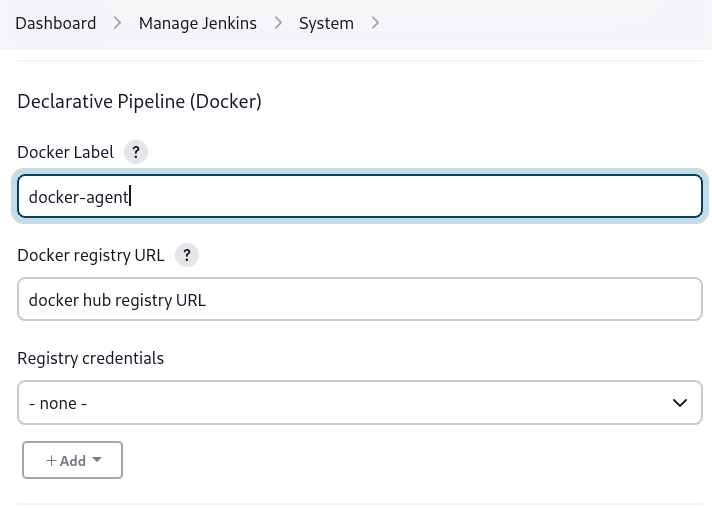 Dashboard > Manage Jenkins > System >
Declarative Pipeline (Docker)
Docker Label ?
docker-agent
Docker registry URL ?
docker hub registry URL
Registry credentials
- none -
+ Add